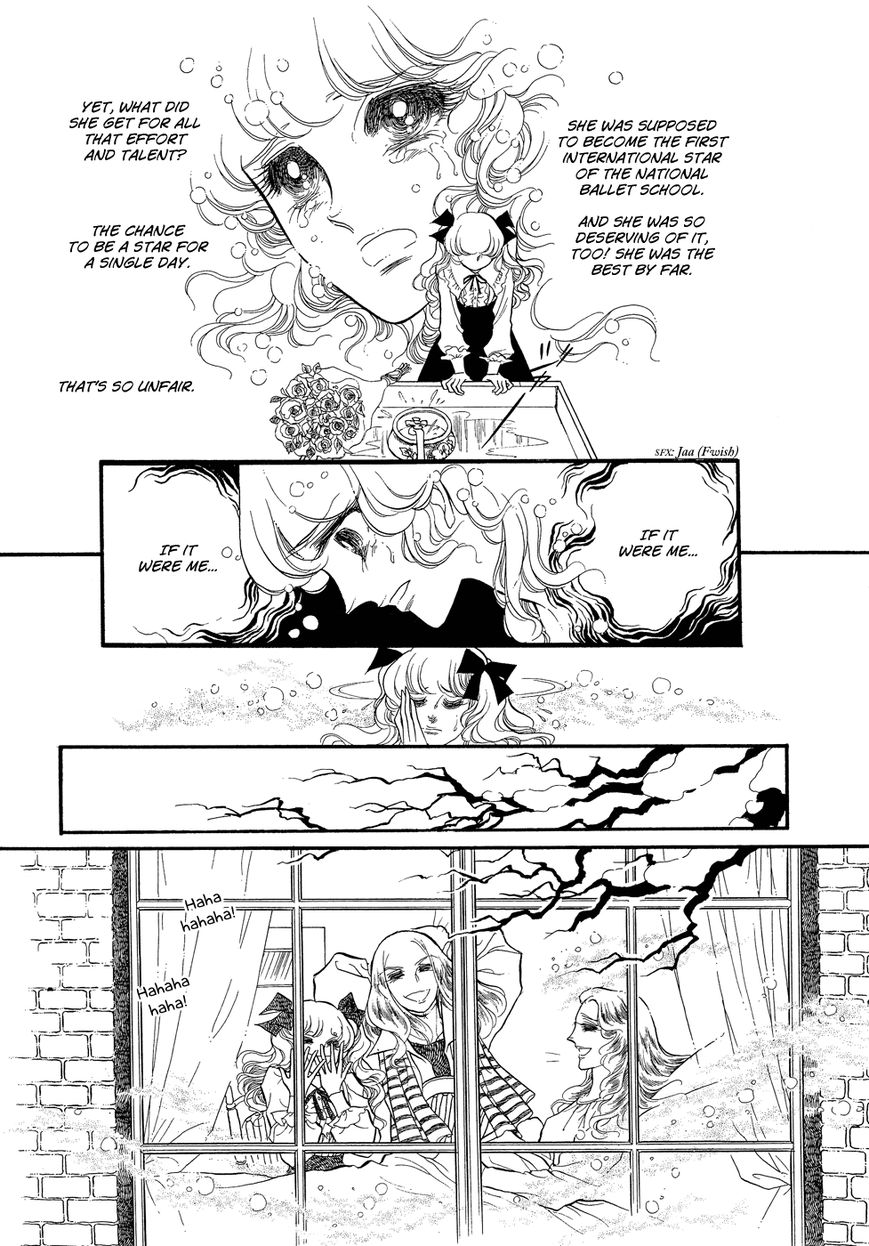 SHE WAS SUPPOSED
TO BECOME THE FIRST
INTERNATIONAL STAR
OF THE NATIONAL
BALLET SCHOOL.
AND SHE WAS SO
DESERVING OF IT,
TOO! SHE WAS THE
BEST BY FAR.
YET, WHAT DID
SHE GET FOR ALL
THAT EFFORT
AND TALENT?
THE CHANCE
TO BE A STAR FOR
A SINGLE DAY.
THAT'S SO UNFAIR.
SFX: Jaa (Fwish)
IF IT
WERE ME...
IF IT
WERE ME...
Haha
hahaha!
Hahaha
haha!